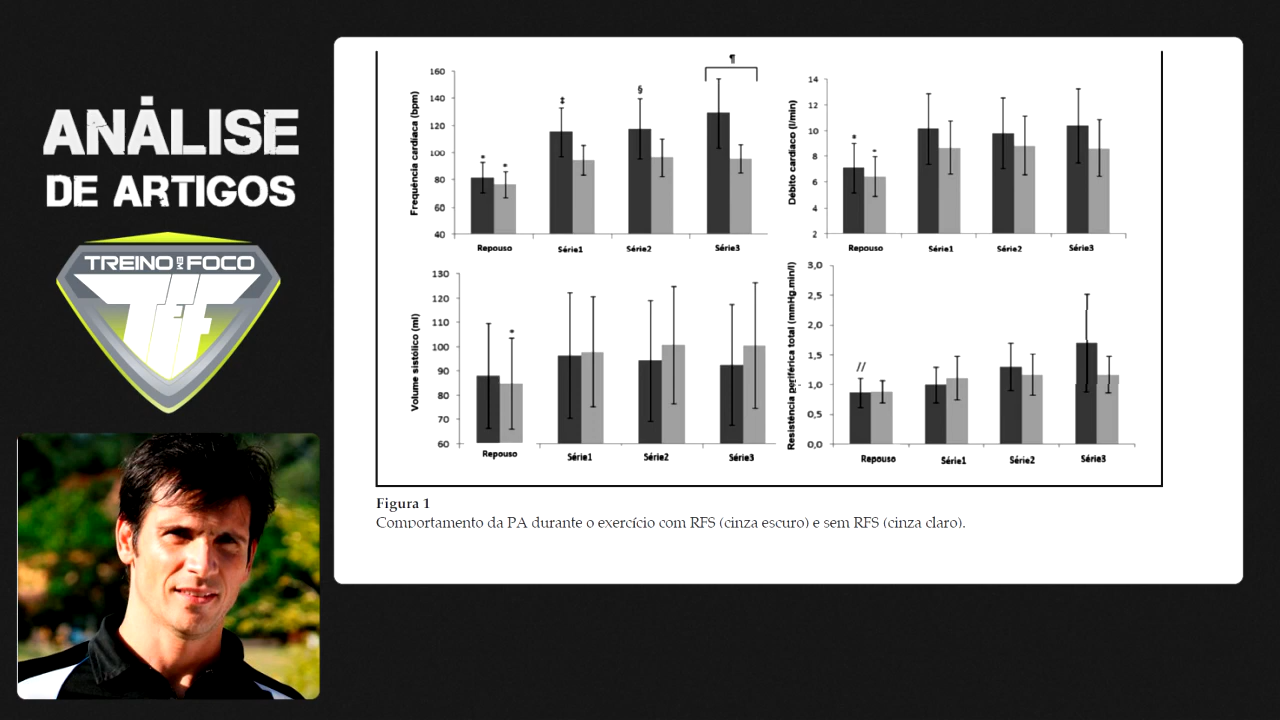 ANÁLISE
DE ARTIGOS
TREINO EM FOCO
TEF
Frequência cardíaca (bpm)
160
140
120
100
80
60
40
*
*
‡
§
¶
Repouso
Série1
Série2
Série3
Débito cardíaco (l/min)
14
12
10
8
6
4
2
*
*
Repouso
Série1
Série2
Série3
Volume sistólico (ml)
130
120
110
100
90
80
70
60
*
Repouso
Série1
Série2
Série3
Resistência periférica total (mmHg.min/l)
3,0
2,5
2,0
1,5
1,0
0,5
0,0
//
Repouso
Série1
Série2
Série3
Figura 1
Comportamento da PA durante o exercício com RFS (cinza escuro) e sem RFS (cinza claro).